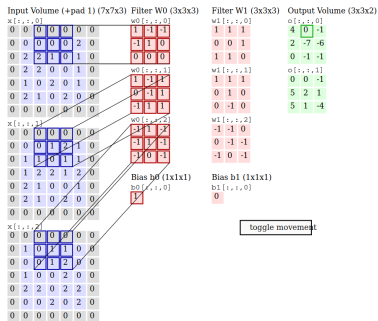 Input Volume (+pad 1) (7x7x3)
Filter W0 (3x3x3)
Filter W1 (3x3x3)
Output Volume (3x3x2)
x[:,:,0]
w0[:,:,0]
w1[:,:,0]
o[:,:,0]
0 0 0 0 0 0 0
1 -1 -1
1 1 1
4 0 -1
0 0 0 0 0 2 0
-1 1 0
0 0 1
2 -7 -6
0 0 2 1 0 1 0
0 0 0
1 1 0
0 -1 -1
0 2 2 0 0 1 0
w0[:,:,1]
w1[:,:,1]
o[:,:,1]
0 1 0 2 0 1 0
1 -1 1
1 1 1
0 0 -1
0 2 1 0 2 0 0
0 -1 1
0 -1 0
5 2 1
0 0 0 0 0 0 0
-1 1 1
0 -1 0
5 1 -4
x[:,:,1]
w0[:,:,2]
w1[:,:,2]
0 0 0 0 0 0 0
-1 1 -1
-1 -1 0
0 0 0 1 2 1 0
-1 1 -1
0 -1 -1
0 1 1 0 1 1 0
-1 0 -1
-1 0 -1
0 1 2 2 1 2 0
Bias b0 (1x1x1)
Bias b1 (1x1x1)
0 2 1 0 0 1 0
b0[:,:,0]
b1[:,:,0]
0 2 1 0 2 0 0
1
0
0 0 0 0 0 0 0
x[:,:,2]
0 0 0 0 0 0 0
toggle movement
0 1 0 1 1 0 0
0 0 0 1 2 0 0
0 1 0 0 2 0 0
0 2 0 2 0 2 0
0 0 2 2 2 1 0
0 0 0 0 0 0 0